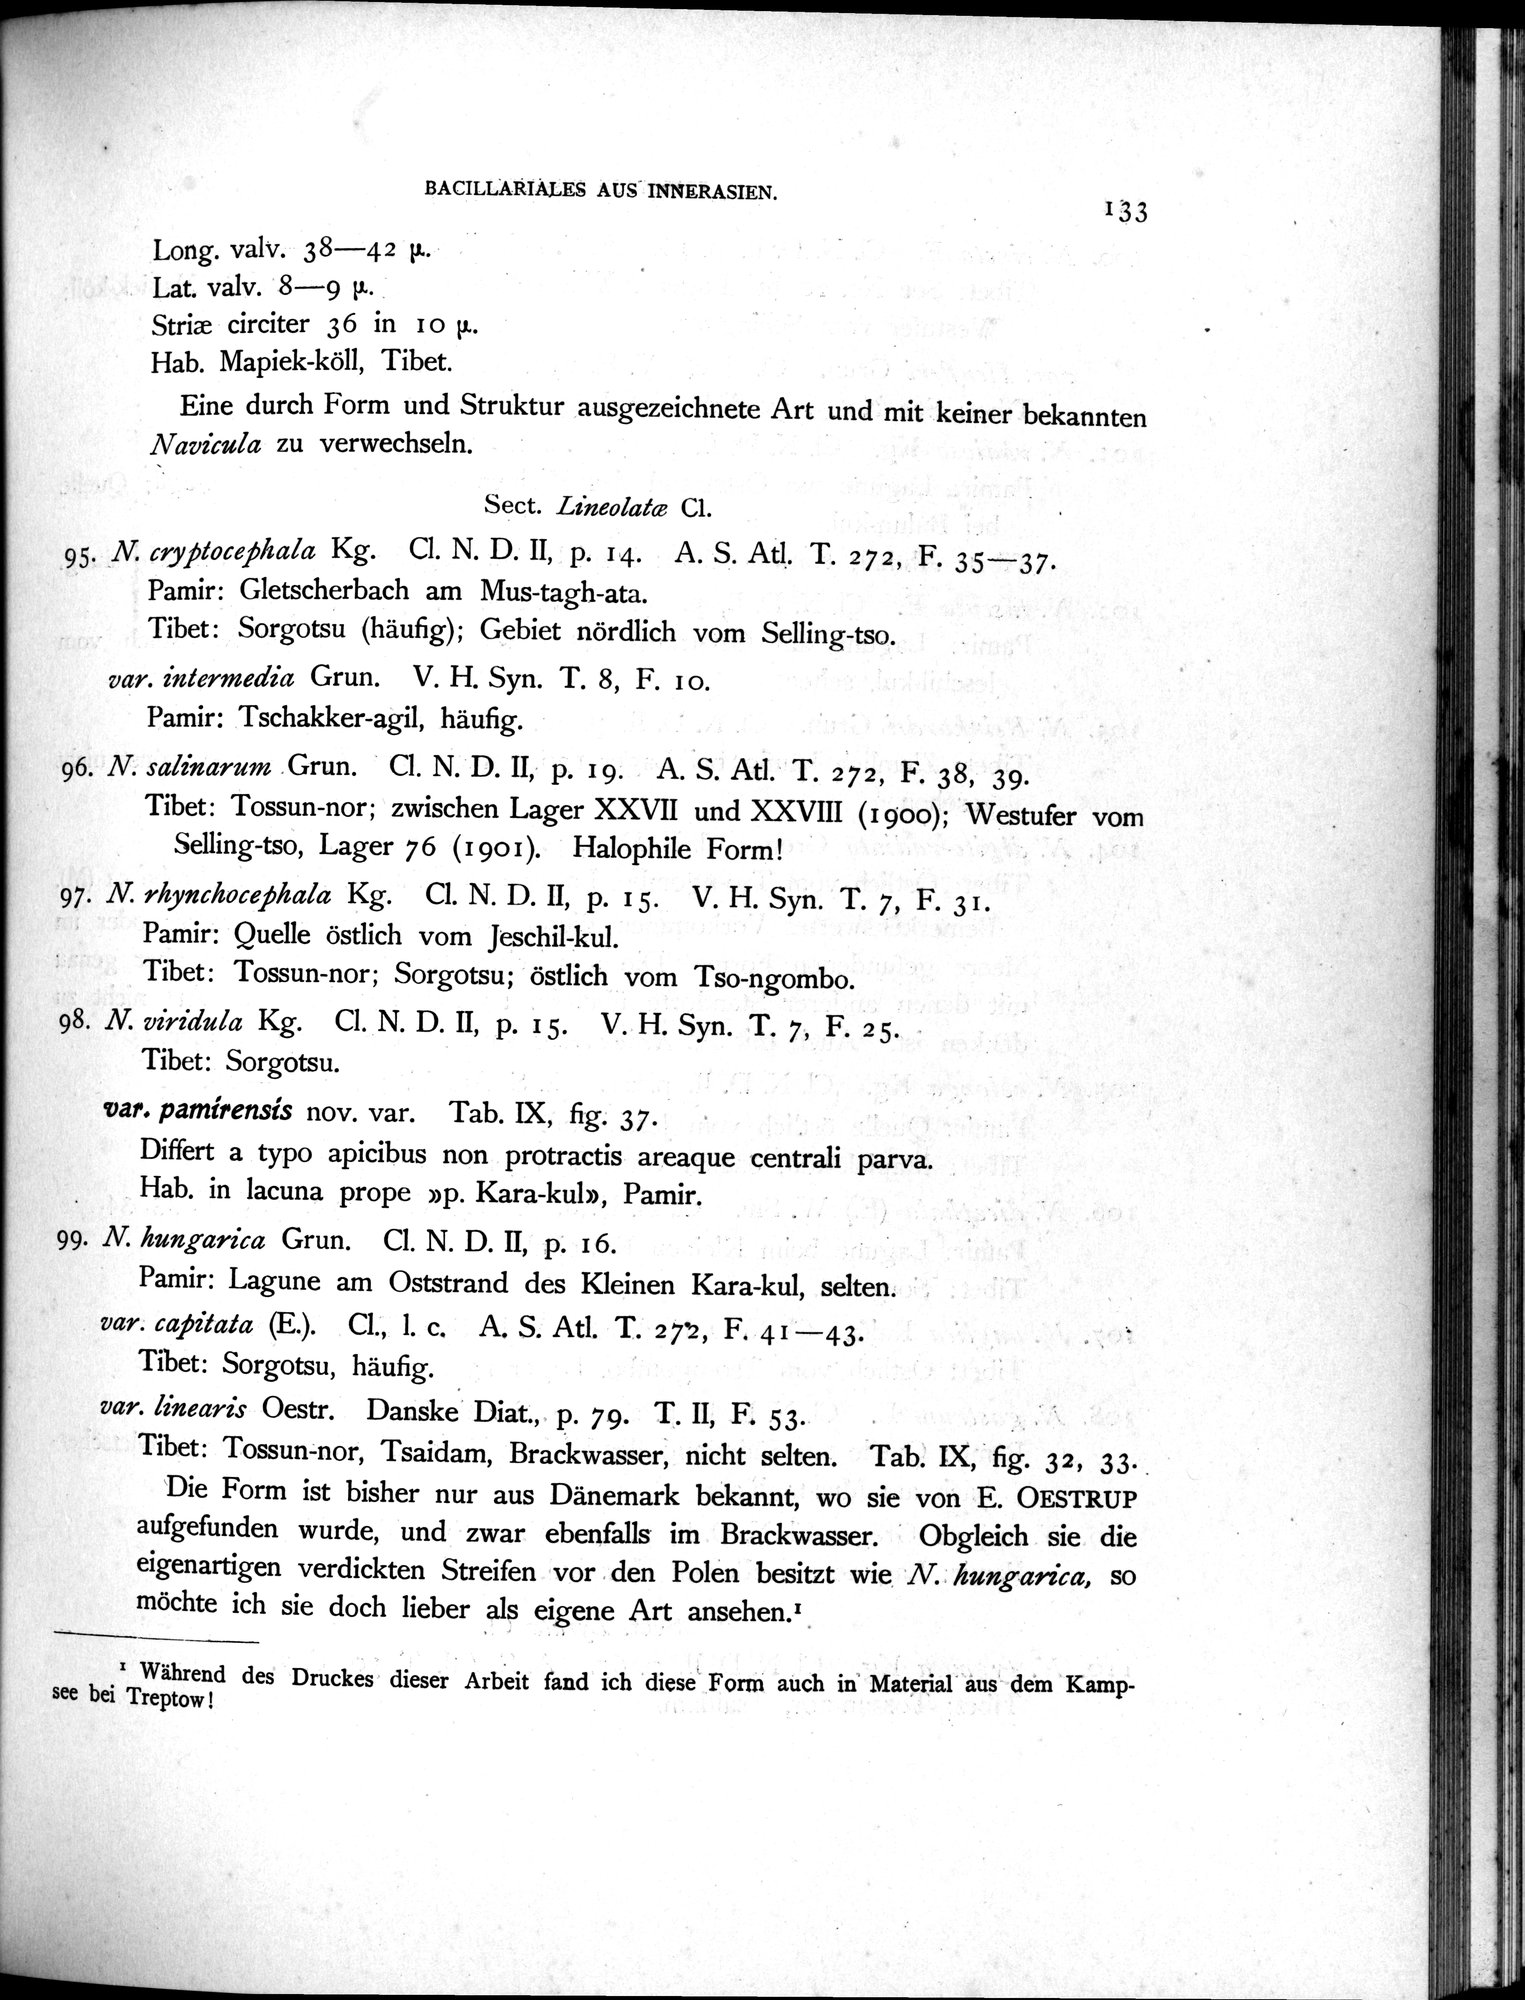 BACILLARIALES AUS INNERASIEN.
133
Long. valv. 38—42 µ.
Lat. valv. 8—9 µ.
Striæ circiter 36 in 10 µ.
Hab. Mapiek-köll, Tibet.
Eine durch Form und Struktur ausgezeichnete Art und mit keiner bekannten
Navicula zu verwechseln.
Sect. Lineolatæ Cl.
95. N. cryptocephala Kg. Cl. N. D. II, p. 14. A. S. Atl. T. 272, F. 35—37.
Pamir: Gletscherbach am Mus-tagh-ata.
Tibet: Sorgotsu (häufig); Gebiet nördlich vom Selling-tso.
var. intermedia Grun. V. H. Syn. T. 8, F. 10.
Pamir: Tschakker-agil, häufig.
96. N. salinarum Grun. Cl. N. D. II, p. 19. A. S. Atl. T. 272, F. 38, 39.
Tibet: Tossun-nor; zwischen Lager XXVII und XXVIII (1900); Westufer vom
Selling-tso, Lager 76 (1901). Halophile Form!
97. N. rhynchocephala Kg. Cl. N. D. II, p. 15. V. H. Syn. T. 7, F. 31.
Pamir: Quelle östlich vom Jeschil-kul.
Tibet: Tossun-nor; Sorgotsu; östlich vom Tso-ngombo.
98. N. viridula Kg. Cl. N. D. II, p. 15. V. H. Syn. T. 7, F. 25.
Tibet: Sorgotsu.
var. pamirensis nov. var. Tab. IX, fig. 37.
Differt a typo apicibus non protractis areaque centrali parva.
Hab. in lacuna prope »p. Kara-kul», Pamir.
99. N. hungarica Grun. Cl. N. D. II, p. 16.
Pamir: Lagune am Oststrand des Kleinen Kara-kul, selten.
var. capitata (E.). Cl., l. c. A. S. Atl. T. 272, F. 41—43.
Tibet: Sorgotsu, häufig.
var. linearis Oestr. Danske Diat., p. 79. T. II, F. 53.
Tibet: Tossun-nor, Tsaidam, Brackwasser, nicht selten. Tab. IX, fig. 32, 33.
Die Form ist bisher nur aus Dänemark bekannt, wo sie von E. OESTRUP
aufgefunden wurde, und zwar ebenfalls im Brackwasser. Obgleich sie die
eigenartigen verdickten Streifen vor den Polen besitzt wie N. hungarica, so
möchte ich sie doch lieber als eigene Art ansehen.¹
¹ Während des Druckes dieser Arbeit fand ich diese Form auch in Material aus dem Kamp-
see bei Treptow!